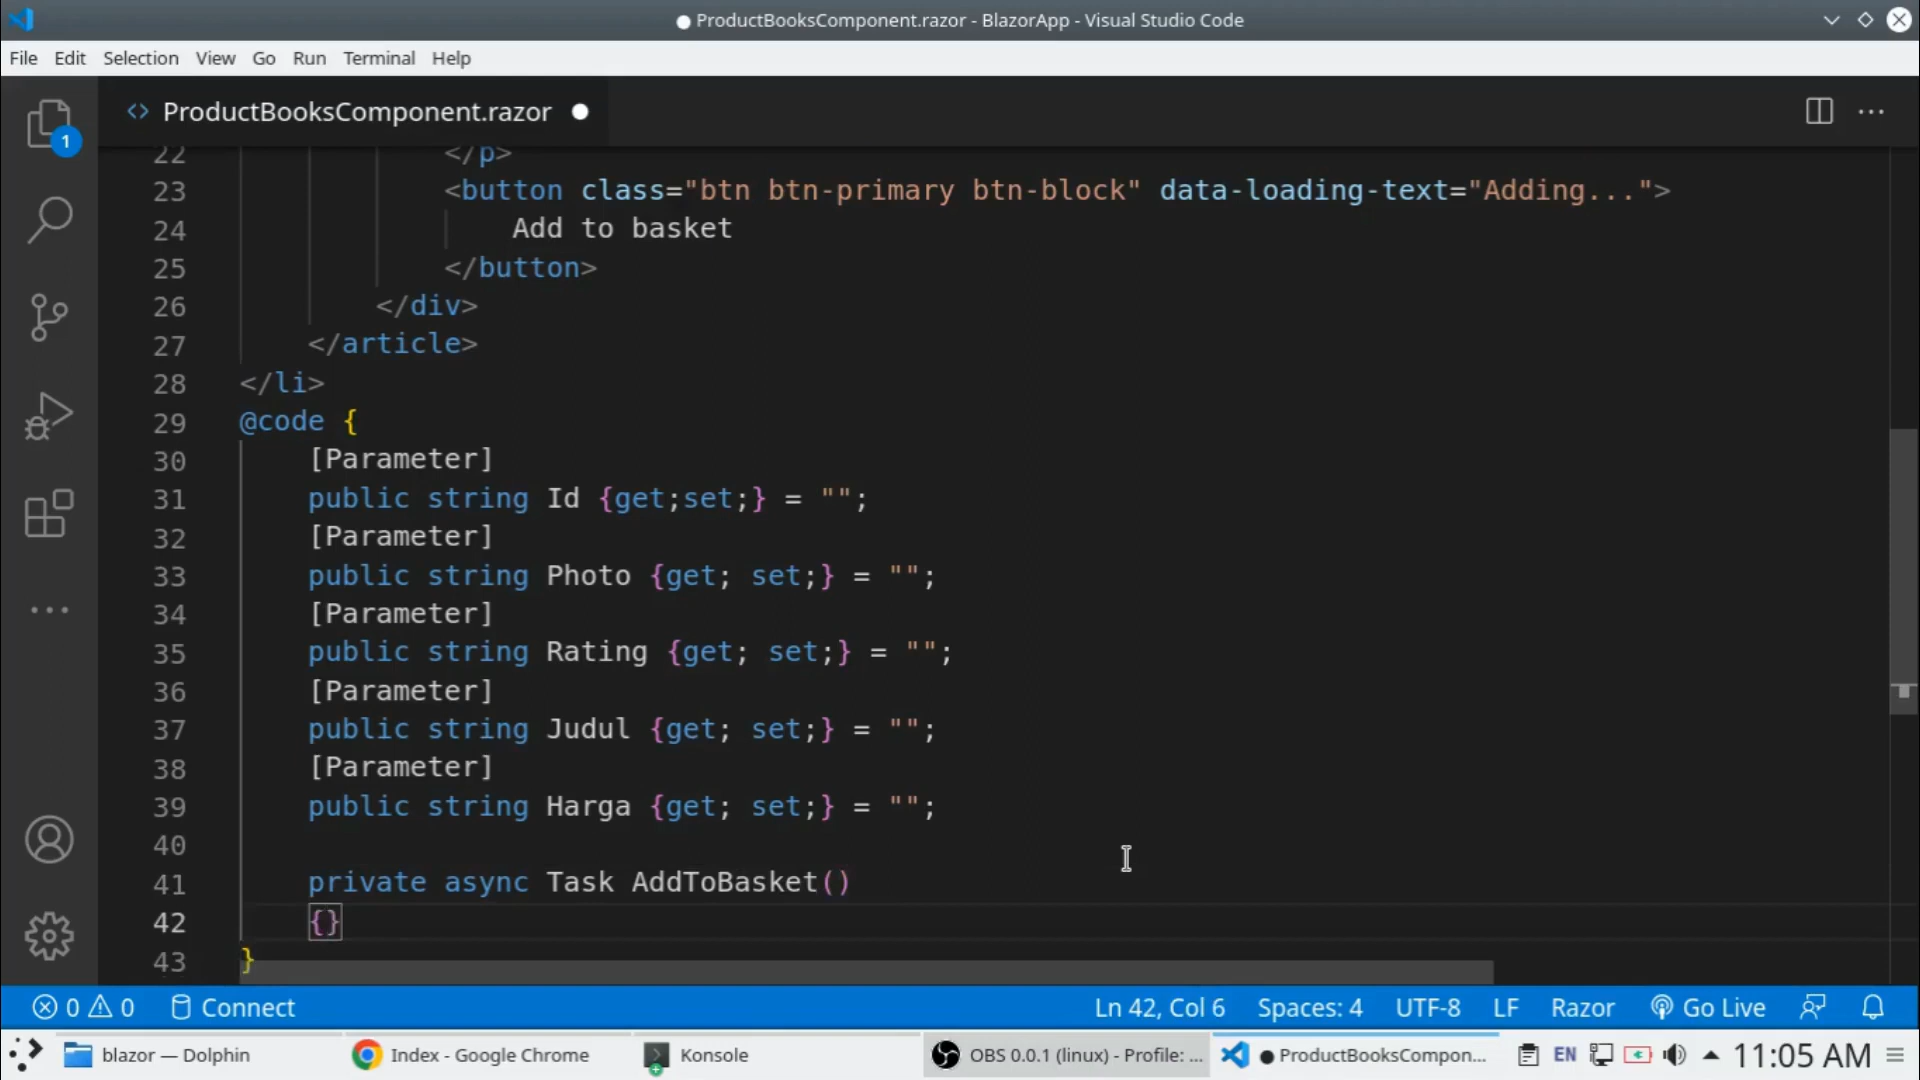 ProductBooksComponent.razor - BlazorApp - Visual Studio Code
File Edit Selection View Go Run Terminal Help
ProductBooksComponent.razor
1
22 </p>
23 <button class="btn btn-primary btn-block" data-loading-text="Adding...">
24 Add to basket
25 </button>
26 </div>
27 </article>
28 </li>
29 @code {
30 [Parameter]
31 public string Id {get;set;} = "";
32 [Parameter]
33 public string Photo {get; set;} = "";
34 [Parameter]
35 public string Rating {get; set;} = "";
36 [Parameter]
37 public string Judul {get; set;} = "";
38 [Parameter]
39 public string Harga {get; set;} = "";
40
41 private async Task AddToBasket()
42 {}
43 }
0 0 Connect Ln 42, Col 6 Spaces: 4 UTF-8 LF Razor Go Live
blazor — Dolphin Index - Google Chrome Konsole OBS 0.0.1 (linux) - Profile: ... ProductBooksCompon... EN 11:05 AM